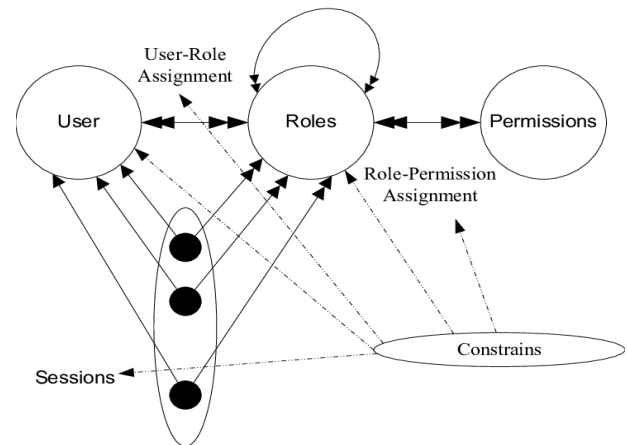 User-Role
Assignment
User
Roles
Permissions
Role-Permission
Assignment
Constrains
Sessions